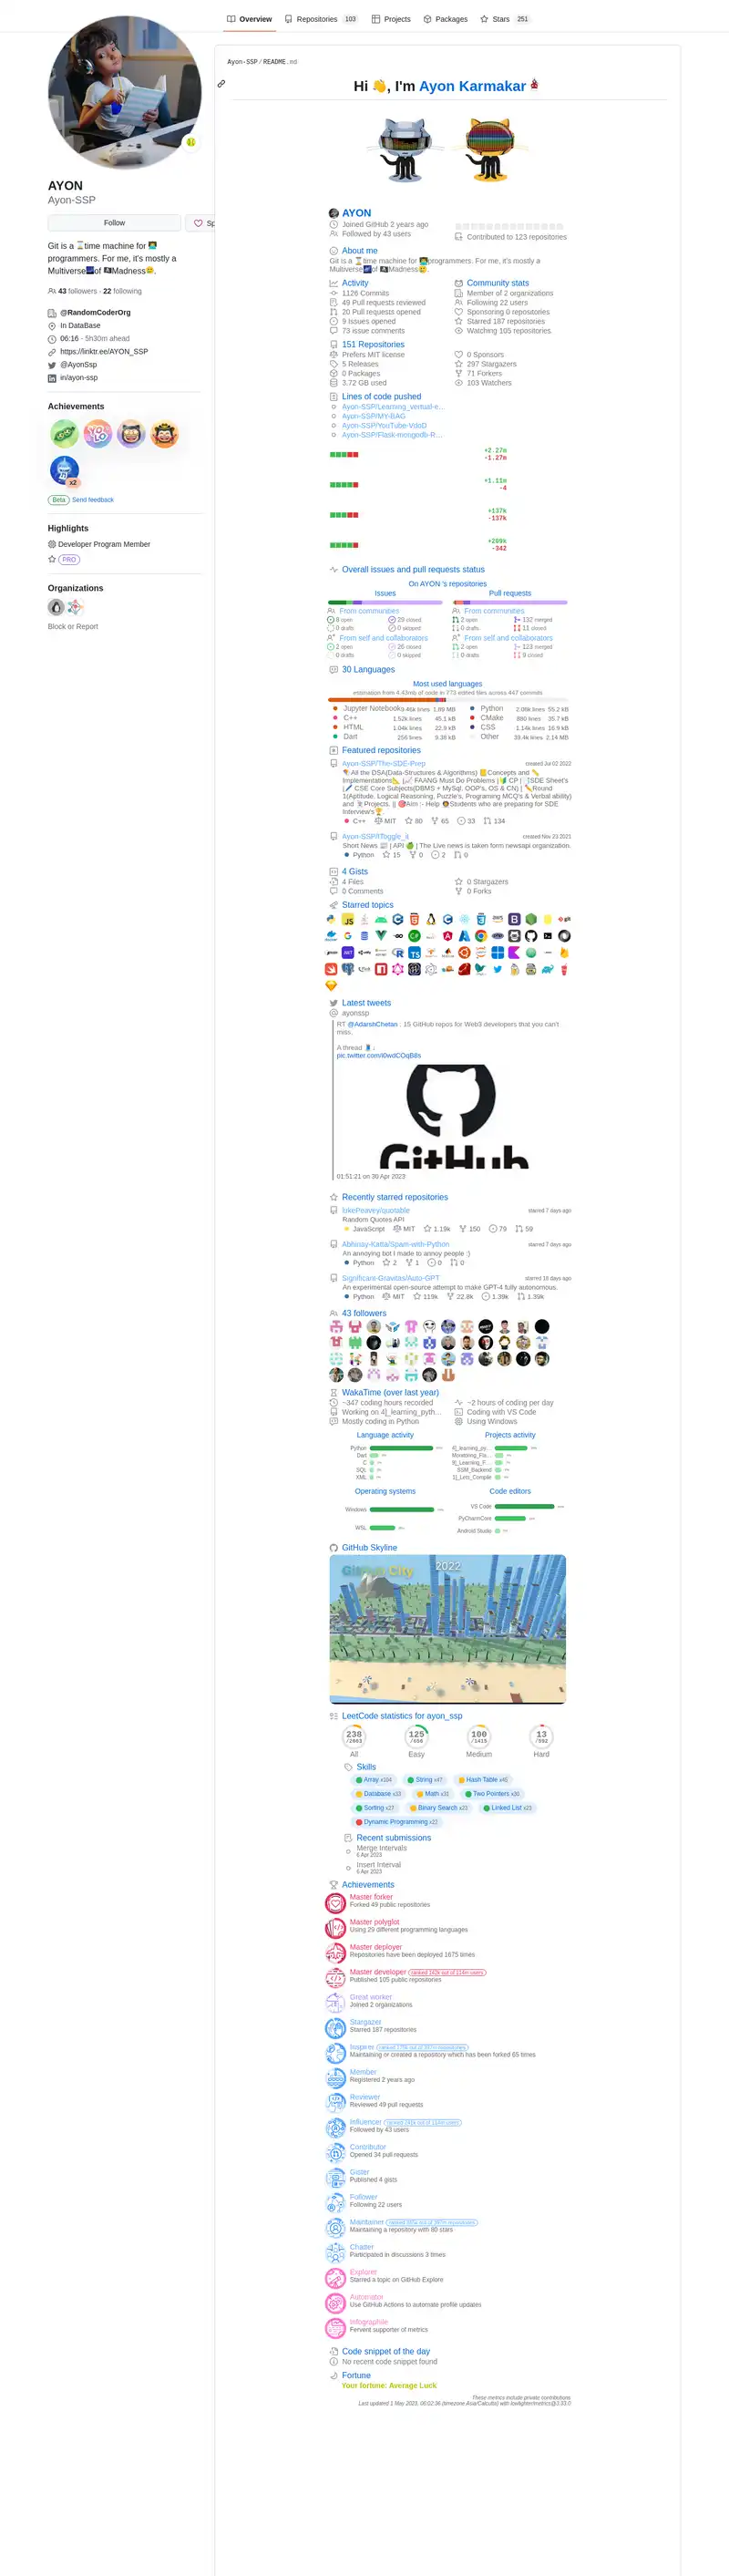 Overview
Repositories 103
Projects
Packages
Stars 251
Ayon-SSP / README.md
Hi 👋, I'm Ayon Karmakar
AYON
Ayon-SSP
Follow
Sp
Git is a ⌛time machine for 👨‍💻
programmers. For me, it's mostly a
Multiverse🌌of 🏴‍☠️Madness🙂.
43 followers · 22 following
@RandomCoderOrg
In DataBase
06:16 - 5h30m ahead
https://linktr.ee/AYON_SSP
@AyonSsp
in/ayon-ssp
Achievements
x2
Beta Send feedback
Highlights
Developer Program Member
PRO
Organizations
Block or Report
AYON
Joined GitHub 2 years ago
Followed by 43 users
Contributed to 123 repositories
About me
Git is a ⌛time machine for 👨‍💻programmers. For me, it's mostly a
Multiverse🌌of 🏴‍☠️Madness🙂.
Activity
1126 Commits
49 Pull requests reviewed
20 Pull requests opened
9 Issues opened
73 issue comments
Community stats
Member of 2 organizations
Following 22 users
Sponsoring 0 repositories
Starred 187 repositories
Watching 105 repositories
151 Repositories
Prefers MIT license
5 Releases
0 Packages
3.72 GB used
0 Sponsors
297 Stargazers
71 Forkers
103 Watchers
Lines of code pushed
Ayon-SSP/Learning_vertual-e...
Ayon-SSP/MY-BAG
Ayon-SSP/YouTube-VdoD
Ayon-SSP/Flask-mongodb-R...
+2.27m
-1.27m
+1.11m
-4
+137k
-137k
+269k
-342
Overall issues and pull requests status
On AYON 's repositories
Issues
Pull requests
From communities
8 open
29 closed
0 drafts
0 skipped
From self and collaborators
2 open
26 closed
0 drafts
0 skipped
From communities
2 open
132 merged
0 drafts
11 closed
From self and collaborators
2 open
123 merged
0 drafts
9 closed
30 Languages
Most used languages
estimation from 4.43mb of code in 773 edited files across 447 commits
Jupyter Notebook 1.89 MB
Python 2.06k lines 55.2 kB
C++ 1.52k lines 45.1 kB
CMake 880 lines 35.7 kB
HTML 1.04k lines 22.9 kB
CSS 1.14k lines 16.9 kB
Dart 256 lines 9.38 kB
Other 39.4k lines 2.14 MB
Featured repositories
Ayon-SSP/The-SDE-Prep
created Jul 02 2022
All the DSA(Data-Structures & Algorithms) 📒Concepts and ✏️
Implementations📐 |📈 FAANG Must Do Problems |🔰 CP | 📑SDE Sheet's
|🖊️ CSE Core Subjects(DBMS + MySql, OOP's, OS & CN) | ✏️Round
1(Aptitude, Logical Reasoning, Puzzle's, Programing MCQ's & Verbal ability)
and Projects. || 🎯Aim :- Help Students who are preparing for SDE
Interview's🏆.
C++ MIT 80 65 33 134
Ayon-SSP/IToggle_it
created Nov 23 2021
Short News 📰 | API 🍏 | The Live news is taken form newsapi organization.
Python 15 0 2 0
4 Gists
4 Files
0 Comments
0 Stargazers
0 Forks
Starred topics
Latest tweets
ayonssp
RT @AdarshChetan : 15 GitHub repos for Web3 developers that you can't
miss.
A thread 🧵↓
pic.twitter.com/I0wdCOqB8s
GitHub
01:51:21 on 30 Apr 2023
Recently starred repositories
lukePeavey/quotable
starred 7 days ago
Random Quotes API
JavaScript MIT 1.19k 150 79 59
Abhinay-Katta/Spam-with-Python
starred 7 days ago
An annoying bot I made to annoy people :)
Python 2 1 0 0
Significant-Gravitas/Auto-GPT
starred 18 days ago
An experimental open-source attempt to make GPT-4 fully autonomous.
Python MIT 119k 22.8k 1.39k 1.39k
43 followers
WakaTime (over last year)
~347 coding hours recorded
Working on 4]_learning_pyth...
Mostly coding in Python
~2 hours of coding per day
Coding with VS Code
Using Windows
Language activity
Python
Dart
C
SQL
XML
Projects activity
4]_learning_py...
9]_Learning_F...
SSM_Backend
1]_Lets_Compile
Operating systems
Windows
WSL
Code editors
VS Code
PyCharmCore
Android Studio
GitHub Skyline
GitHub City
2022
LeetCode statistics for ayon_ssp
238
125
100
13
All
Easy
Medium
Hard
Skills
Array x104
String x47
Hash Table x45
Database x33
Math x31
Two Pointers x30
Sorting x27
Binary Search x23
Linked List x23
Dynamic Programming x22
Recent submissions
Merge Intervals
6 Apr 2023
Insert Interval
6 Apr 2023
Achievements
Master forker
Forked 49 public repositories
Master polyglot
Using 29 different programming languages
Master deployer
Repositories have been deployed 1675 times
Master developer
Published 105 public repositories
Great worker
Joined 2 organizations
Stargazer
Starred 187 repositories
Inspirer
Maintaining or created a repository which has been forked 65 times
Member
Registered 2 years ago
Reviewer
Reviewed 49 pull requests
Influencer
Followed by 43 users
Contributor
Opened 34 pull requests
Gister
Published 4 gists
Follower
Following 22 users
Maintainer
Maintaining a repository with 80 stars
Chatter
Participated in discussions 3 times
Explorer
Starred a topic on GitHub Explore
Automator
Use GitHub Actions to automate profile updates
Infographile
Fervent supporter of metrics
Code snippet of the day
No recent code snippet found
Fortune
Your fortune: Average Luck
These metrics include private contributions
Last updated 1 May 2023, 06:02:36 (timezone Asia/Calcutta) with lowlighter/metrics@3.33.0